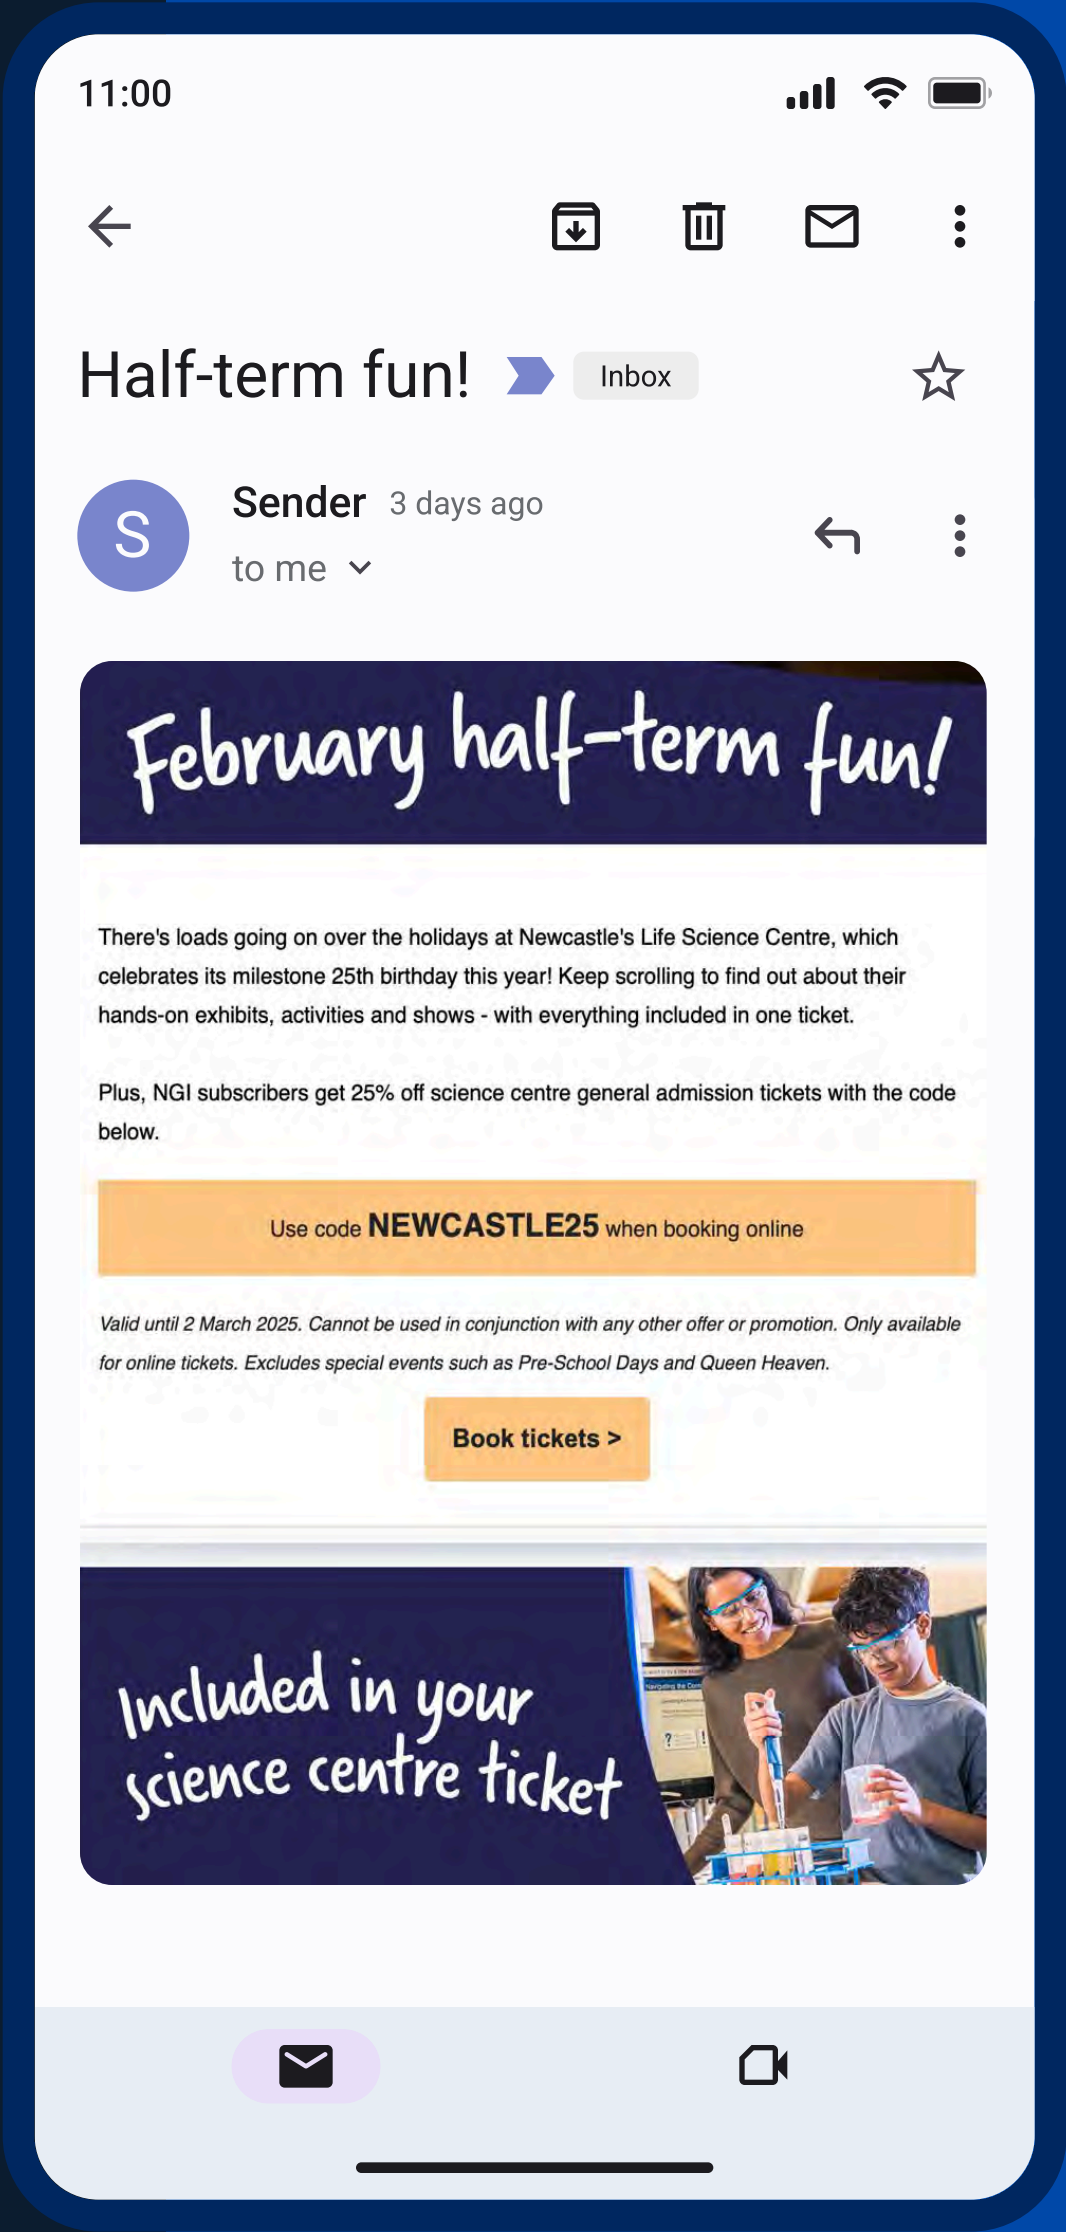 11:00
Half-term fun!
Inbox
S
Sender 3 days ago
to me
February half-term fun!
There's loads going on over the holidays at Newcastle's Life Science Centre, which
celebrates its milestone 25th birthday this year! Keep scrolling to find out about their
hands-on exhibits, activities and shows - with everything included in one ticket.
Plus, NGI subscribers get 25% off science centre general admission tickets with the code
below.
Use code NEWCASTLE25 when booking online
Valid until 2 March 2025. Cannot be used in conjunction with any other offer or promotion. Only available
for online tickets. Excludes special events such as Pre-School Days and Queen Heaven.
Book tickets >
Included in your
science centre ticket